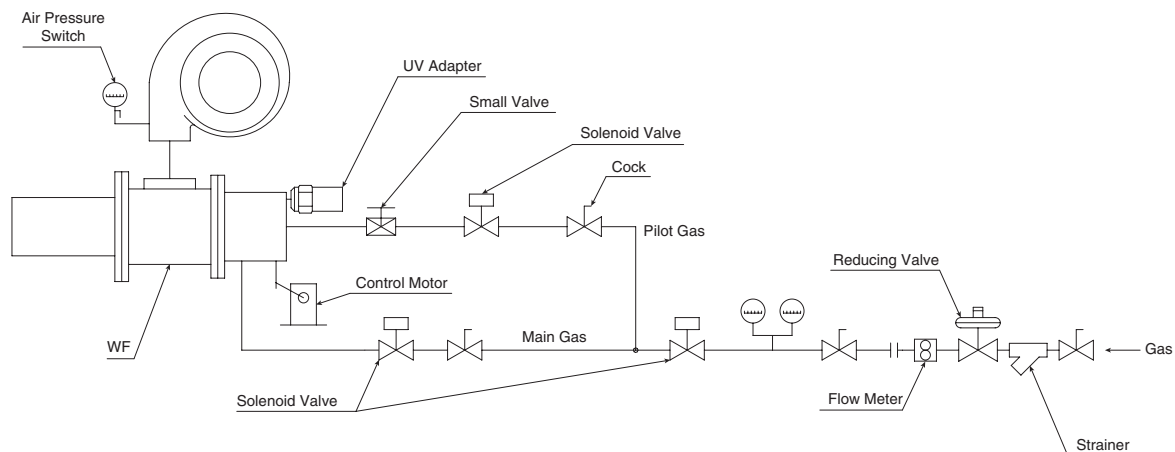 Air Pressure
Switch
UV Adapter
Small Valve
Solenoid Valve
Cock
Pilot Gas
Reducing Valve
Control Motor
WF
Main Gas
Gas
Solenoid Valve
Flow Meter
Strainer